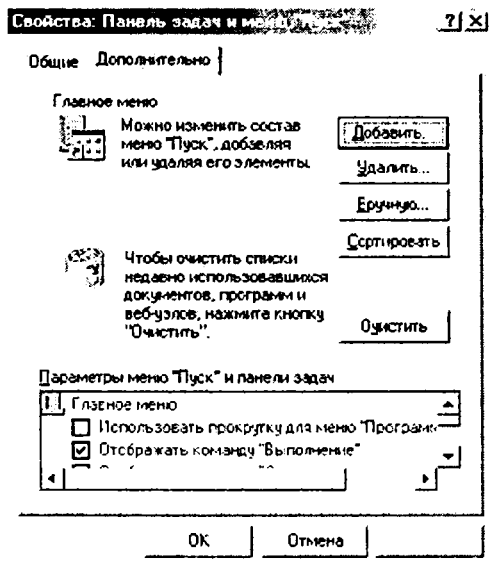 Свойства: Панель задач и меню "Пуск"
Общие Дополнительно
Главное меню
Можно изменить состав
меню "Пуск", добавляя
или удаляя его элементы.
Добавить...
Удалить...
Вручную...
Сортировать
Чтобы очистить списки
недавно использовавшихся
документов, программ и
веб-узлов, нажмите кнопку
"Очистить".
Очистить
Параметры меню "Пуск" и панели задач
Главное меню
Использовать прокрутку для меню "Программ
Отображать команду "Выполнение"
OK Отмена